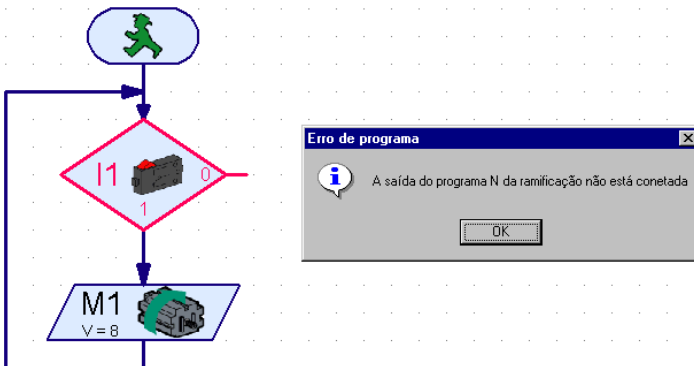 I1
0
1
M1
V = 8
Erro de programa
A saída do programa N da ramificação não está conetada
OK